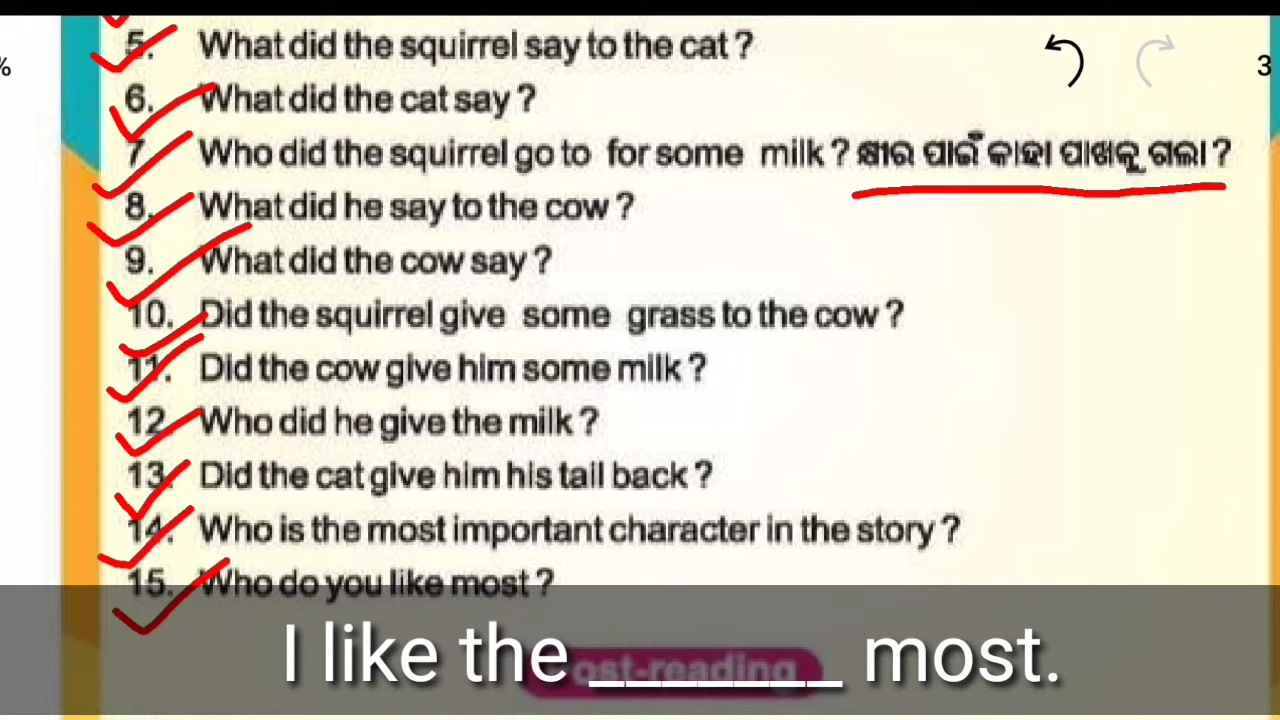 %
3
5. What did the squirrel say to the cat ?
6. What did the cat say ?
7 Who did the squirrel go to for some milk ? କ୍ଷୀର ପାଇଁ କାହା ପାଖକୁ ଗଲା ?
8. What did he say to the cow ?
9. What did the cow say ?
10. Did the squirrel give some grass to the cow ?
11. Did the cow give him some milk ?
12. Who did he give the milk ?
13. Did the cat give him his tail back ?
14. Who is the most important character in the story ?
15. Who do you like most ?
I like the ________ most.
ost-reading